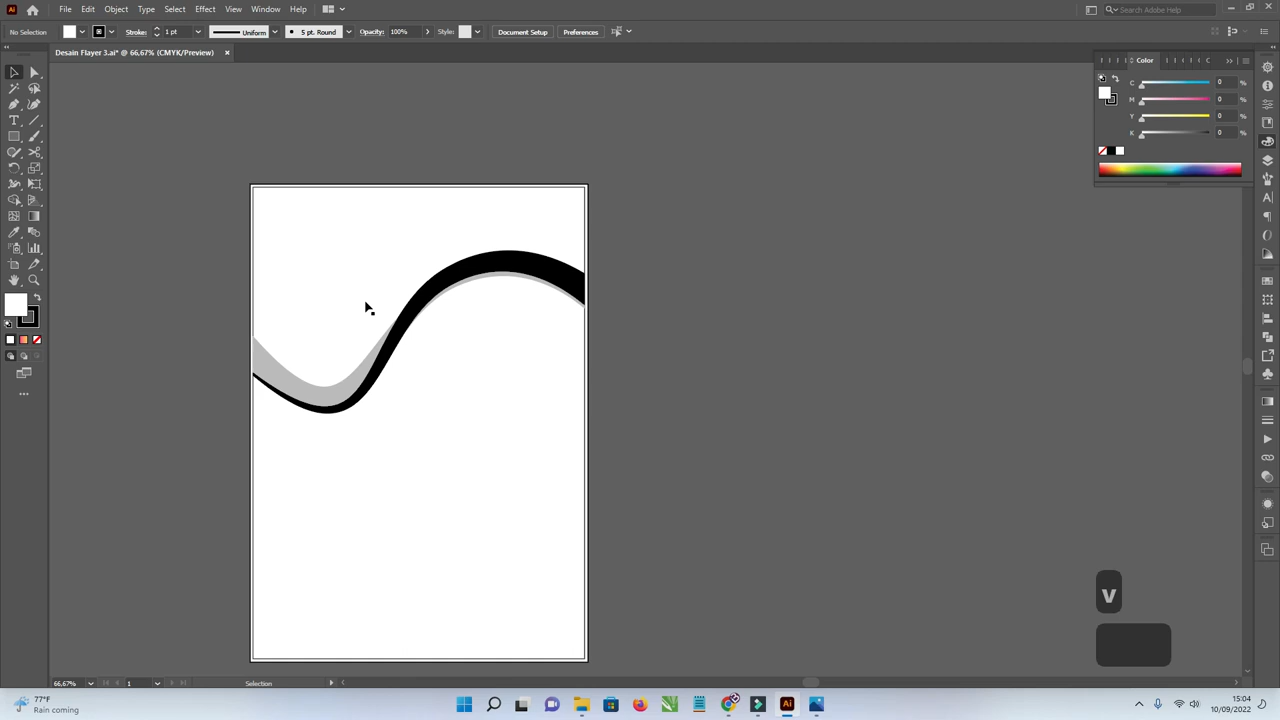 Ai File Edit Object Type Select Effect View Window Help Search Adobe Help
No Selection Stroke: 1 pt Uniform 5 pt. Round Opacity: 100% Style: Document Setup Preferences
Desain Flayer 3.ai* @ 66,67% (CMYK/Preview) ×
Color C
C 0 %
M 0 %
Y 0 %
K 0 %
v
66,67% 1 Selection
77°F
Rain coming
Ai
15:04
10/09/2022